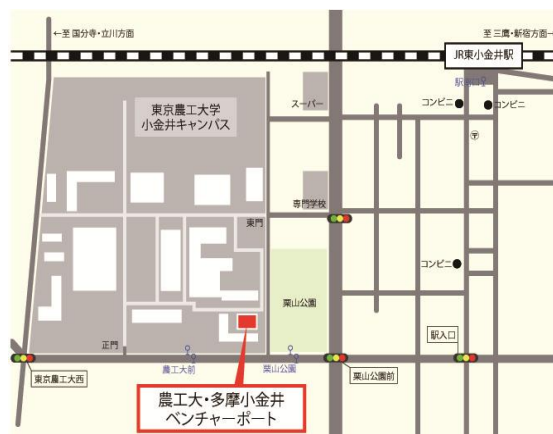 ←至 国分寺・立川方面
至 三鷹・新宿方面→
JR東小金井駅
東京農工大学
小金井キャンパス
スーパー
コンビニ
コンビニ
〒
専門学校
東門
栗山公園
コンビニ
駅入口
正門
農工大前
栗山公園
東京農工大西
栗山公園前
農工大・多摩小金井
ベンチャーポート